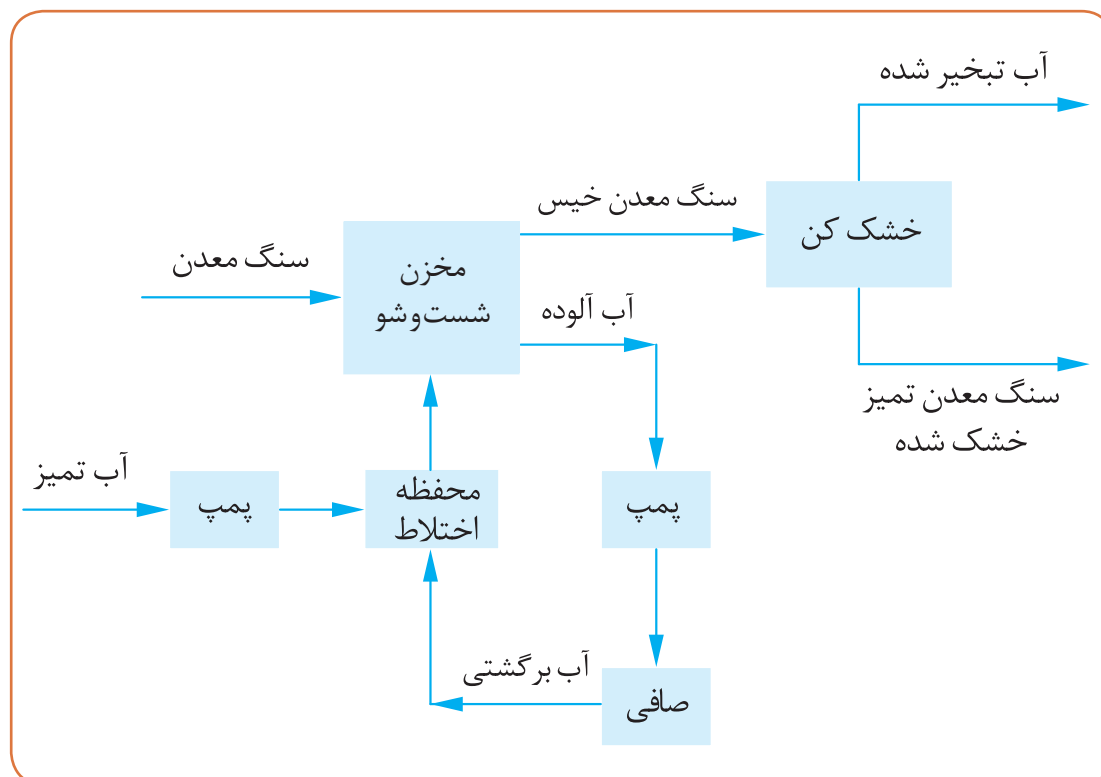 آب تبخیر شده
سنگ معدن خیس
خشک کن
سنگ معدن
مخزن
شست‌وشو
آب آلوده
سنگ معدن تمیز
خشک شده
آب تمیز
پمپ
محفظه
اختلاط
پمپ
آب برگشتی
صافی